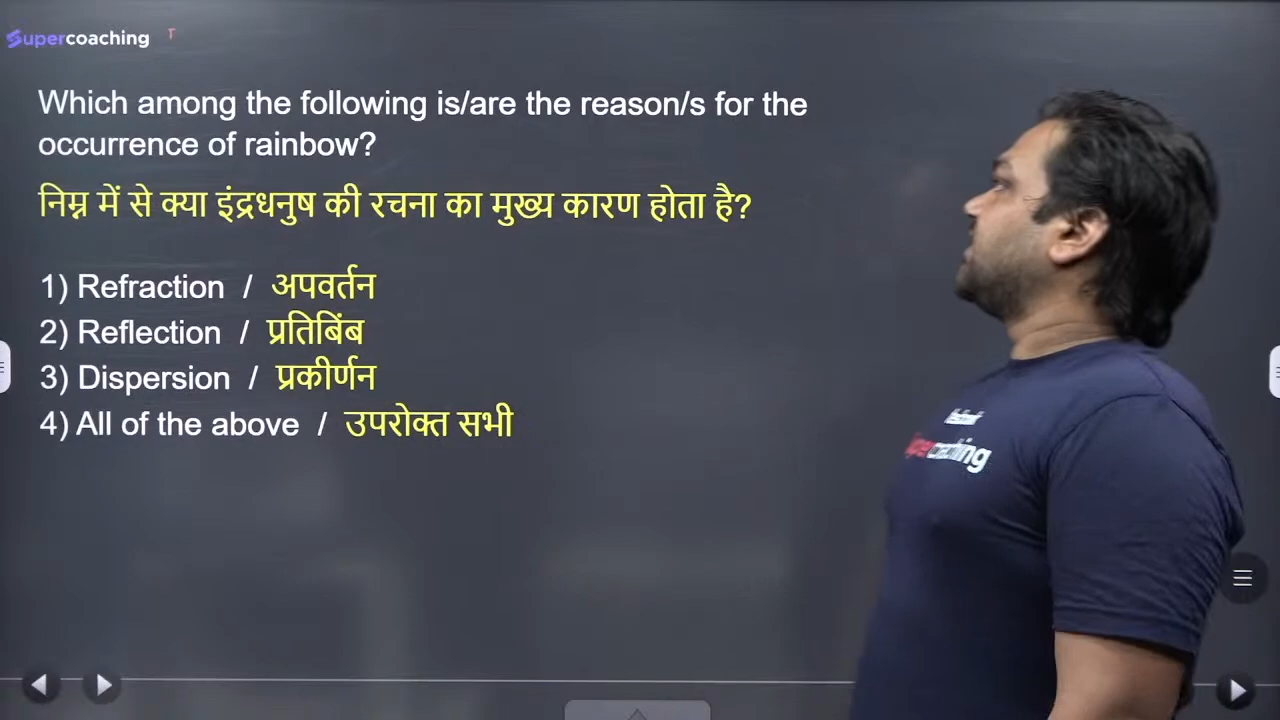 Supercoaching
Which among the following is/are the reason/s for the
occurrence of rainbow?
निम्न में से क्या इंद्रधनुष की रचना का मुख्य कारण होता है?
1) Refraction / अपवर्तन
2) Reflection / प्रतिबिंब
3) Dispersion / प्रकीर्णन
4) All of the above / उपरोक्त सभी
coaching